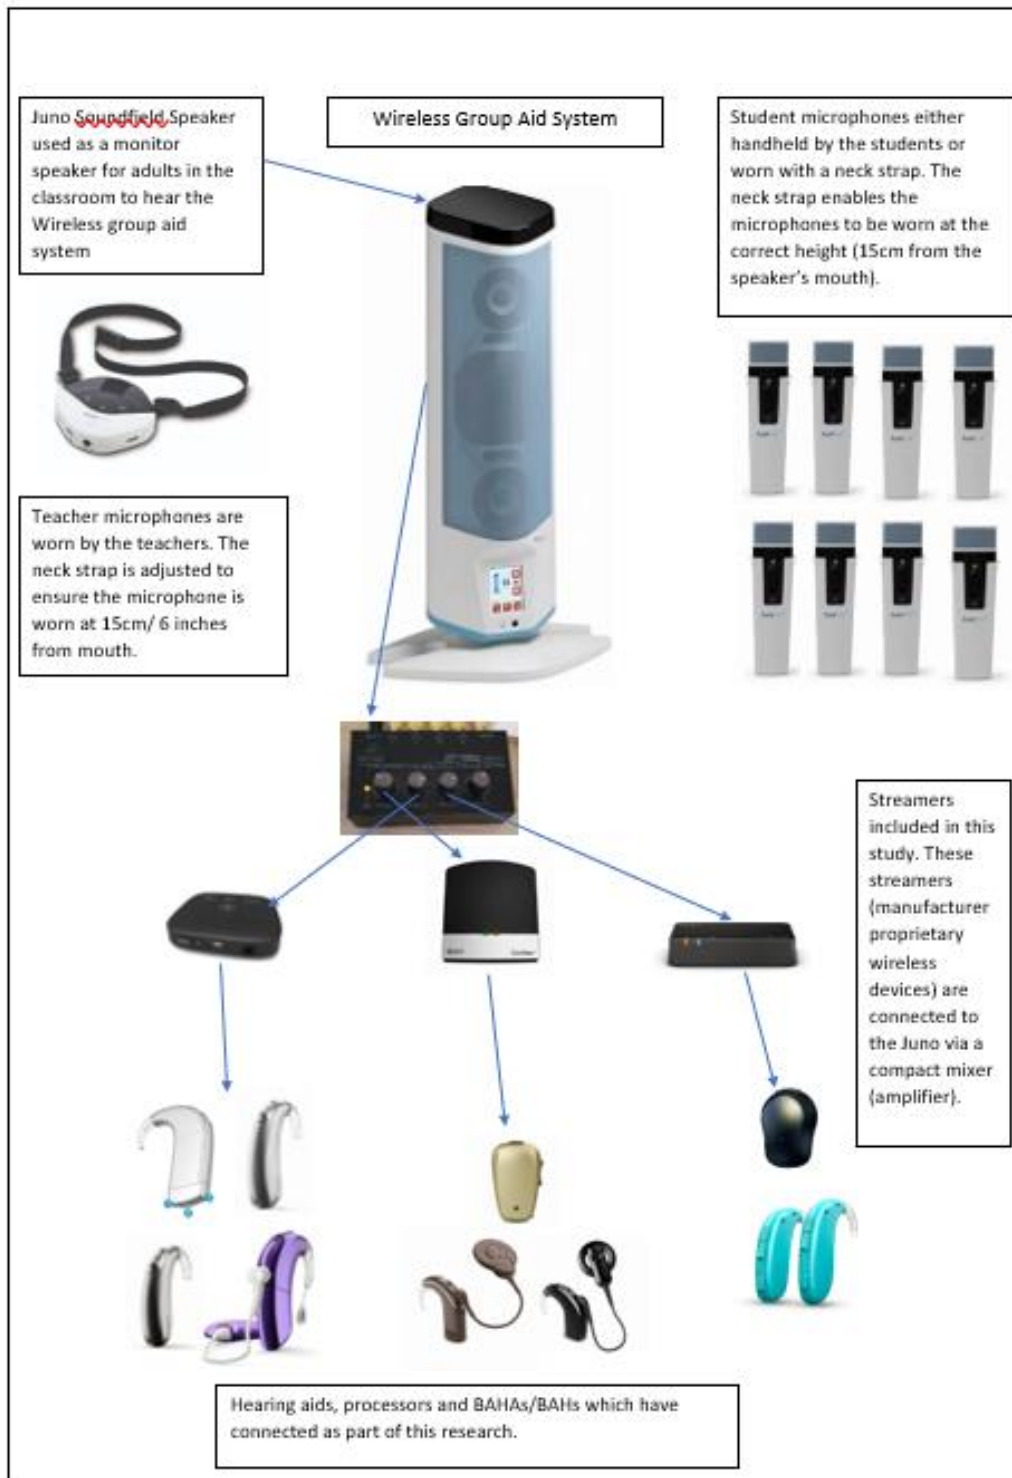 Juno Soundfield Speaker
used as a monitor
speaker for adults in the
classroom to hear the
Wireless group aid
system
Wireless Group Aid System
Student microphones either
handheld by the students or
worn with a neck strap. The
neck strap enables the
microphones to be worn at the
correct height (15cm from the
speaker's mouth).
Teacher microphones are
worn by the teachers. The
neck strap is adjusted to
ensure the microphone is
worn at 15cm/ 6 inches
from mouth.
Streamers
included in this
study. These
streamers
(manufacturer
proprietary
wireless
devices) are
connected to
the Juno via a
compact mixer
(amplifier).
Hearing aids, processors and BAHAs/BAHs which have
connected as part of this research.